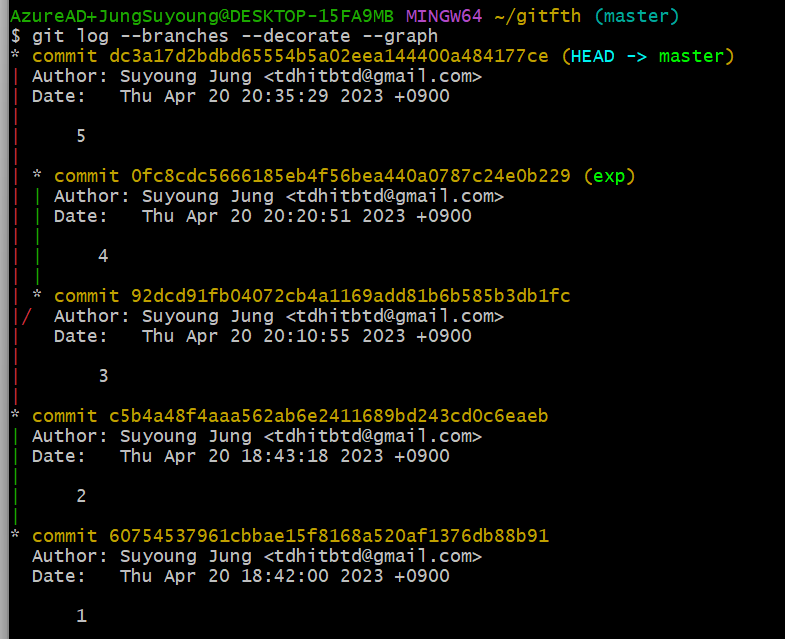 AzureAD+JungSuyoung@DESKTOP-15FA9MB MINGW64 ~/gitfth (master)
$ git log --branches --decorate --graph
* commit dc3a17d2bdbd65554b5a02eea144400a484177ce (HEAD -> master)
| Author: Suyoung Jung <tdhitbtd@gmail.com>
| Date:   Thu Apr 20 20:35:29 2023 +0900
|
|     5
|
| * commit 0fc8cdc5666185eb4f56bea440a0787c24e0b229 (exp)
| | Author: Suyoung Jung <tdhitbtd@gmail.com>
| | Date:   Thu Apr 20 20:20:51 2023 +0900
| |
| |     4
| |
| * commit 92dcd91fb04072cb4a1169add81b6b585b3db1fc
|/  Author: Suyoung Jung <tdhitbtd@gmail.com>
|   Date:   Thu Apr 20 20:10:55 2023 +0900
|
|       3
|
* commit c5b4a48f4aaa562ab6e2411689bd243cd0c6eaeb
| Author: Suyoung Jung <tdhitbtd@gmail.com>
| Date:   Thu Apr 20 18:43:18 2023 +0900
|
|     2
|
* commit 60754537961cbbae15f8168a520af1376db88b91
  Author: Suyoung Jung <tdhitbtd@gmail.com>
  Date:   Thu Apr 20 18:42:00 2023 +0900

      1